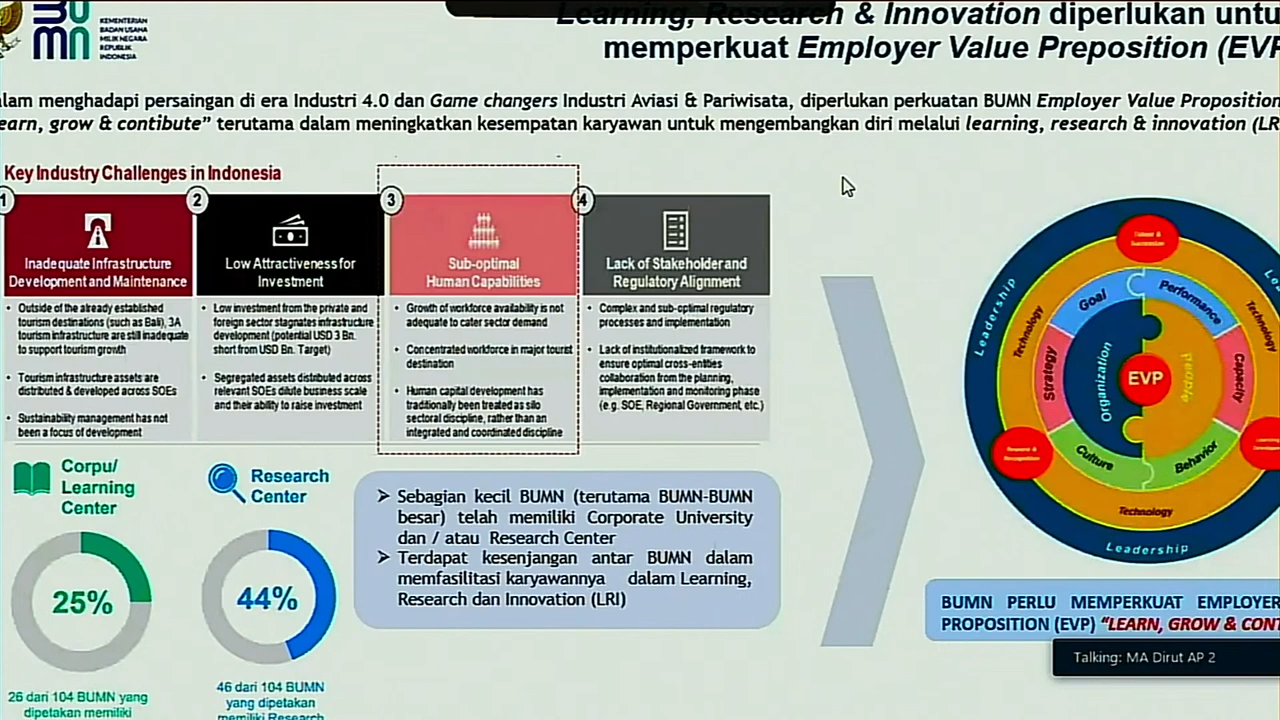 KEMENTERIAN
BADAN USAHA
MILIK NEGARA
REPUBLIK
INDONESIA
Learning, Research & Innovation diperlukan untu
memperkuat Employer Value Preposition (EVP
alam menghadapi persaingan di era Industri 4.0 dan Game changers Industri Aviasi & Pariwisata, diperlukan perkuatan BUMN Employer Value Proposition
earn, grow & contibute” terutama dalam meningkatkan kesempatan karyawan untuk mengembangkan diri melalui learning, research & innovation (LR
Key Industry Challenges in Indonesia
1
Inadequate Infrastructure
Development and Maintenance
• Outside of the already established
tourism destinations (such as Bali), 3A
tourism infrastructure are still inadequate
to support tourism growth
• Tourism infrastructure assets are
distributed & developed across SOEs
• Sustainability management has not
been a focus of development
2
Low Attractiveness for
Investment
• Low investment from the private and
foreign sector stagnates infrastructure
development (potential USD 3 Bn.
short from USD Bn. Target)
• Segregated assets distributed across
relevant SOEs dilute business scale
and their ability to raise investment
3
Sub-optimal
Human Capabilities
• Growth of workforce availability is not
adequate to cater sector demand
• Concentrated workforce in major tourist
destination
• Human capital development has
traditionally been treated as silo
sectoral discipline, rather than an
integrated and coordinated discipline
4
Lack of Stakeholder and
Regulatory Alignment
• Complex and sub-optimal regulatory
processes and implementation
• Lack of institutionalized framework to
ensure optimal cross-entities
collaboration from the planning,
implementation and monitoring phase
(e.g. SOE, Regional Government, etc.)
Corpu/
Learning
Center
25%
26 dari 104 BUMN yang
dipetakan memiliki
Research
Center
44%
46 dari 104 BUMN
yang dipetakan
memiliki Research
➢ Sebagian kecil BUMN (terutama BUMN-BUMN
besar) telah memiliki Corporate University
dan / atau Research Center
➢ Terdapat kesenjangan antar BUMN dalam
memfasilitasi karyawannya dalam Learning,
Research dan Innovation (LRI)
Talent &
Succession
Leadership
Technology
Goal
Performance
Technology
Strategy
Organization
EVP
People
Capacity
Culture
Behavior
Technology
Leadership
BUMN PERLU MEMPERKUAT EMPLOYER
PROPOSITION (EVP) “LEARN, GROW & CONT
Talking: MA Dirut AP 2